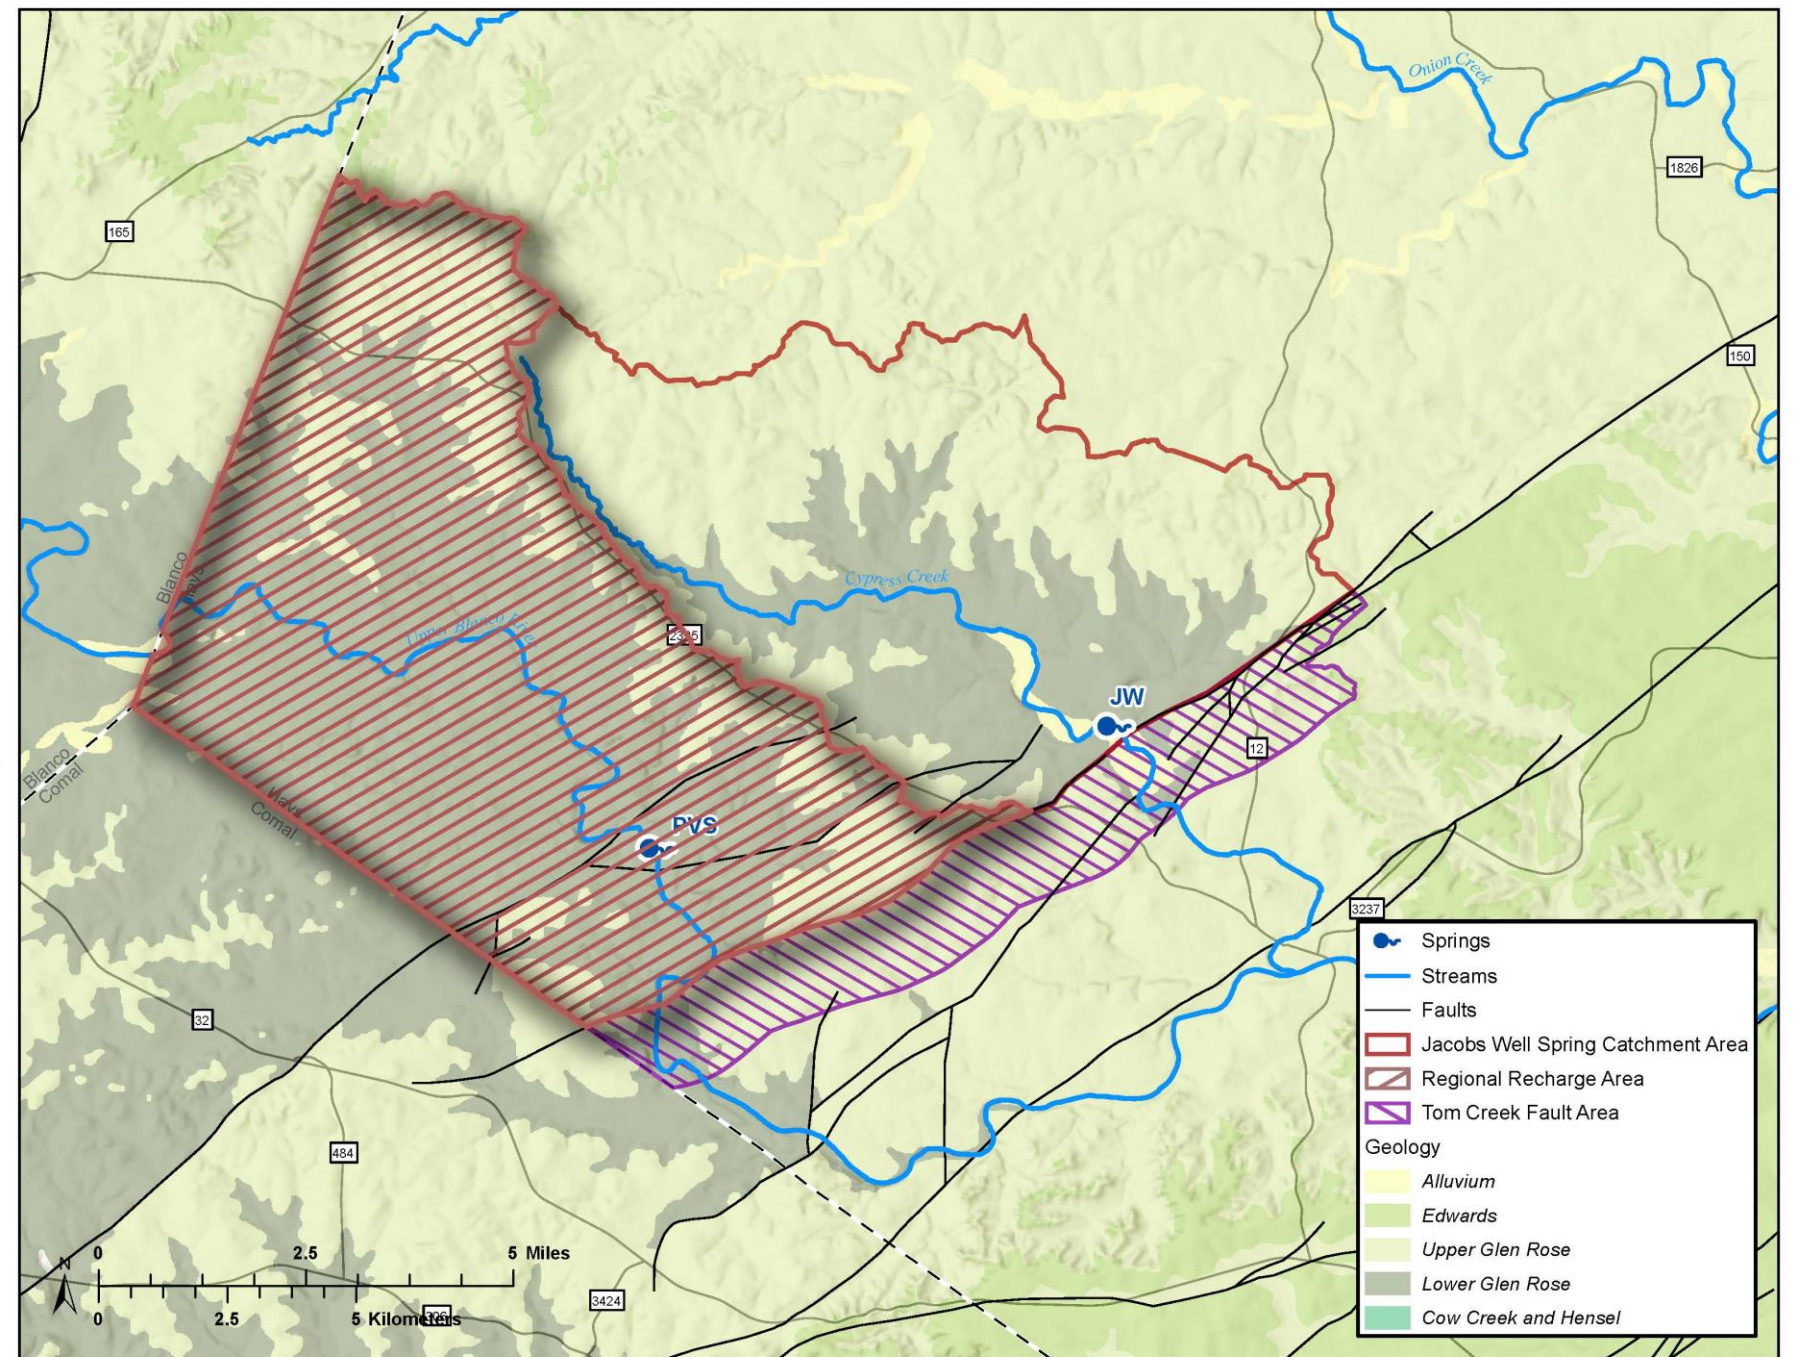 Onion Creek
1826
165
150
Blanco
Hays
Cypress Creek
Upper Blanco River
2325
JW
12
Blanco
Comal
Hays
Comal
PVS
3237
32
484
3424
306
N
0 2.5 5 Miles
0 2.5 5 Kilometers
Springs
Streams
Faults
Jacobs Well Spring Catchment Area
Regional Recharge Area
Tom Creek Fault Area
Geology
Alluvium
Edwards
Upper Glen Rose
Lower Glen Rose
Cow Creek and Hensel